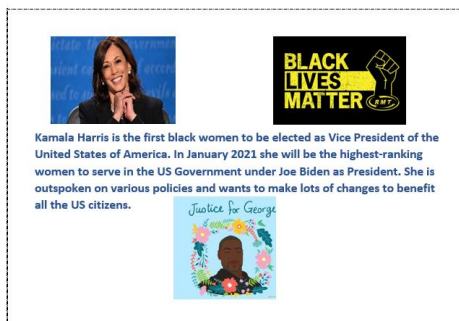 BLACK
LIVES
MATTER
RMT
Kamala Harris is the first black women to be elected as Vice President of the
United States of America. In January 2021 she will be the highest-ranking
women to serve in the US Government under Joe Biden as President. She is
outspoken on various policies and wants to make lots of changes to benefit
all the US citizens.
Justice for George